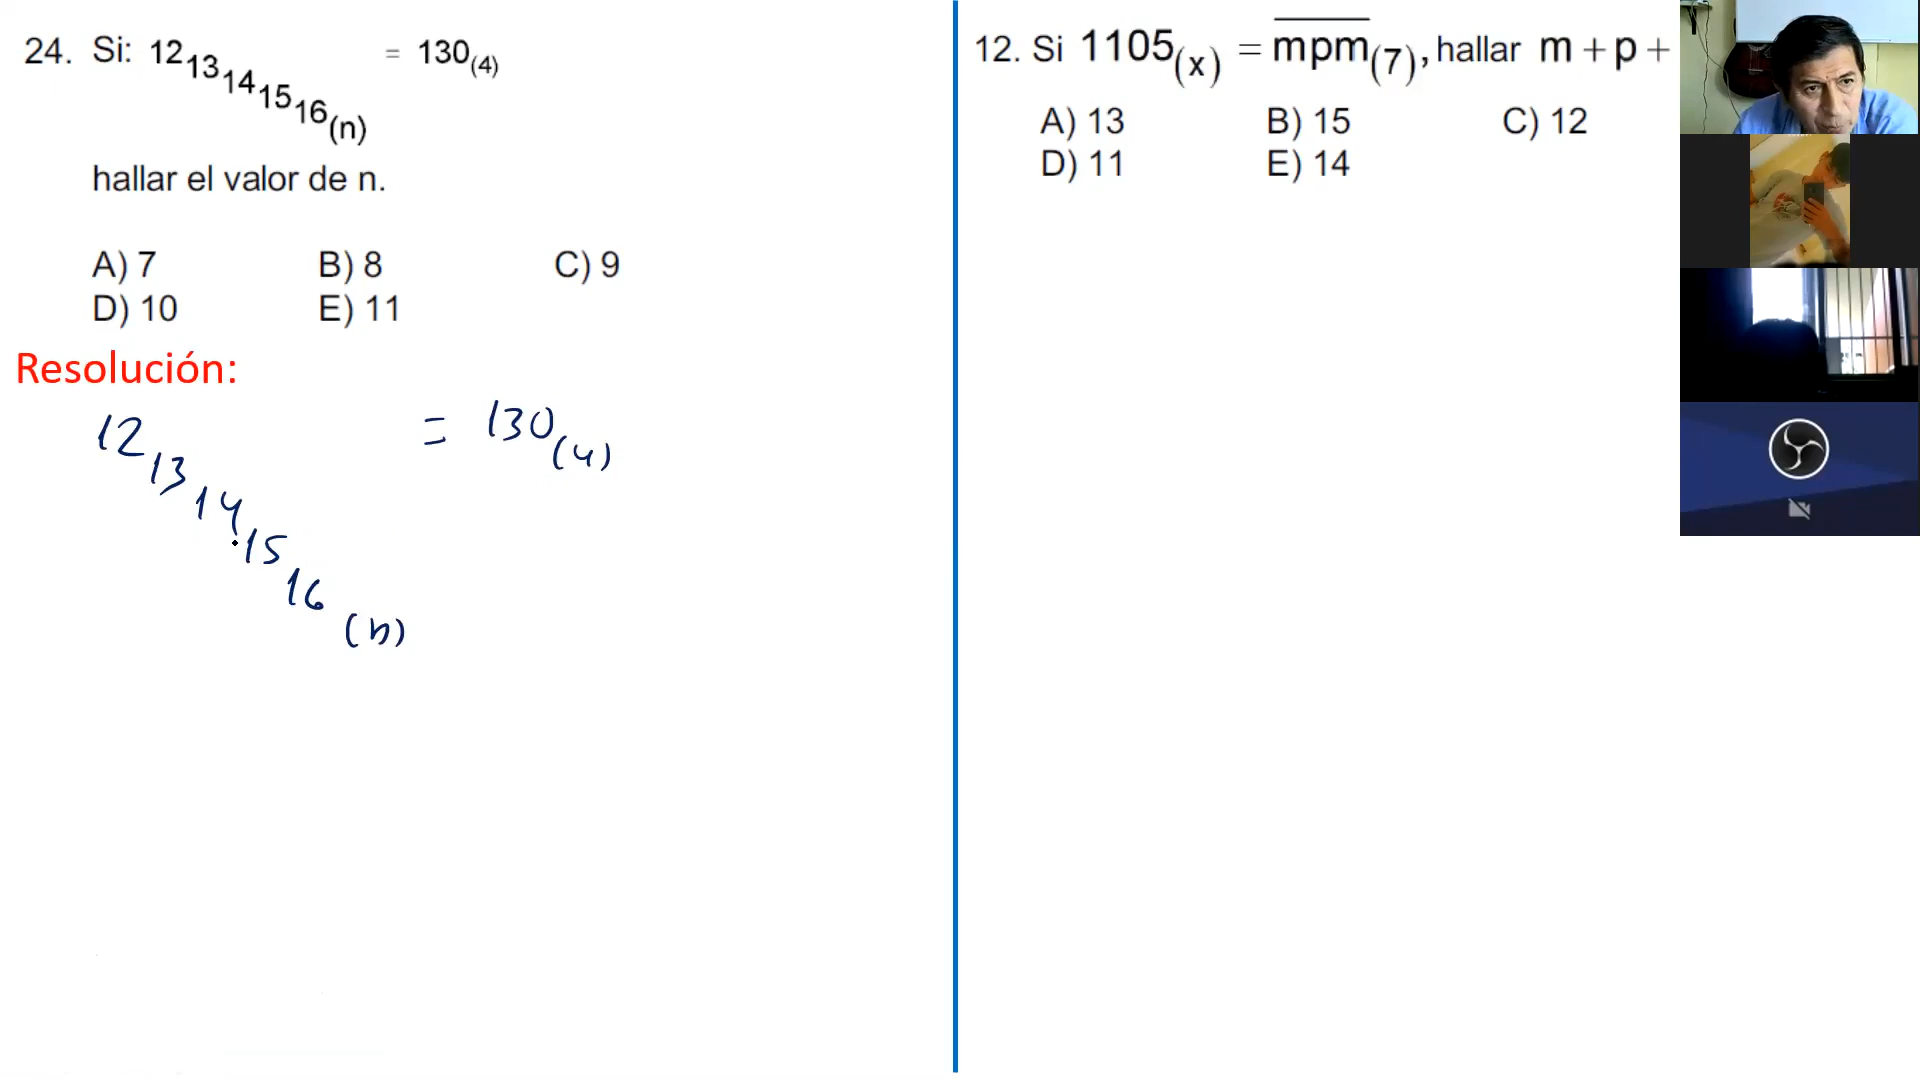 24. Si: 12₁₃₁₄₁₅₁₆₍ₙ₎ = 130₍₄₎
hallar el valor de n.
A) 7 B) 8 C) 9
D) 10 E) 11
Resolución:
12₁₃₁₄₁₅₁₆₍ₙ₎ = 130₍₄₎
12. Si 1105₍ₓ₎ = m̅p̅m̅₍₇₎, hallar m + p +
A) 13 B) 15 C) 12
D) 11 E) 14